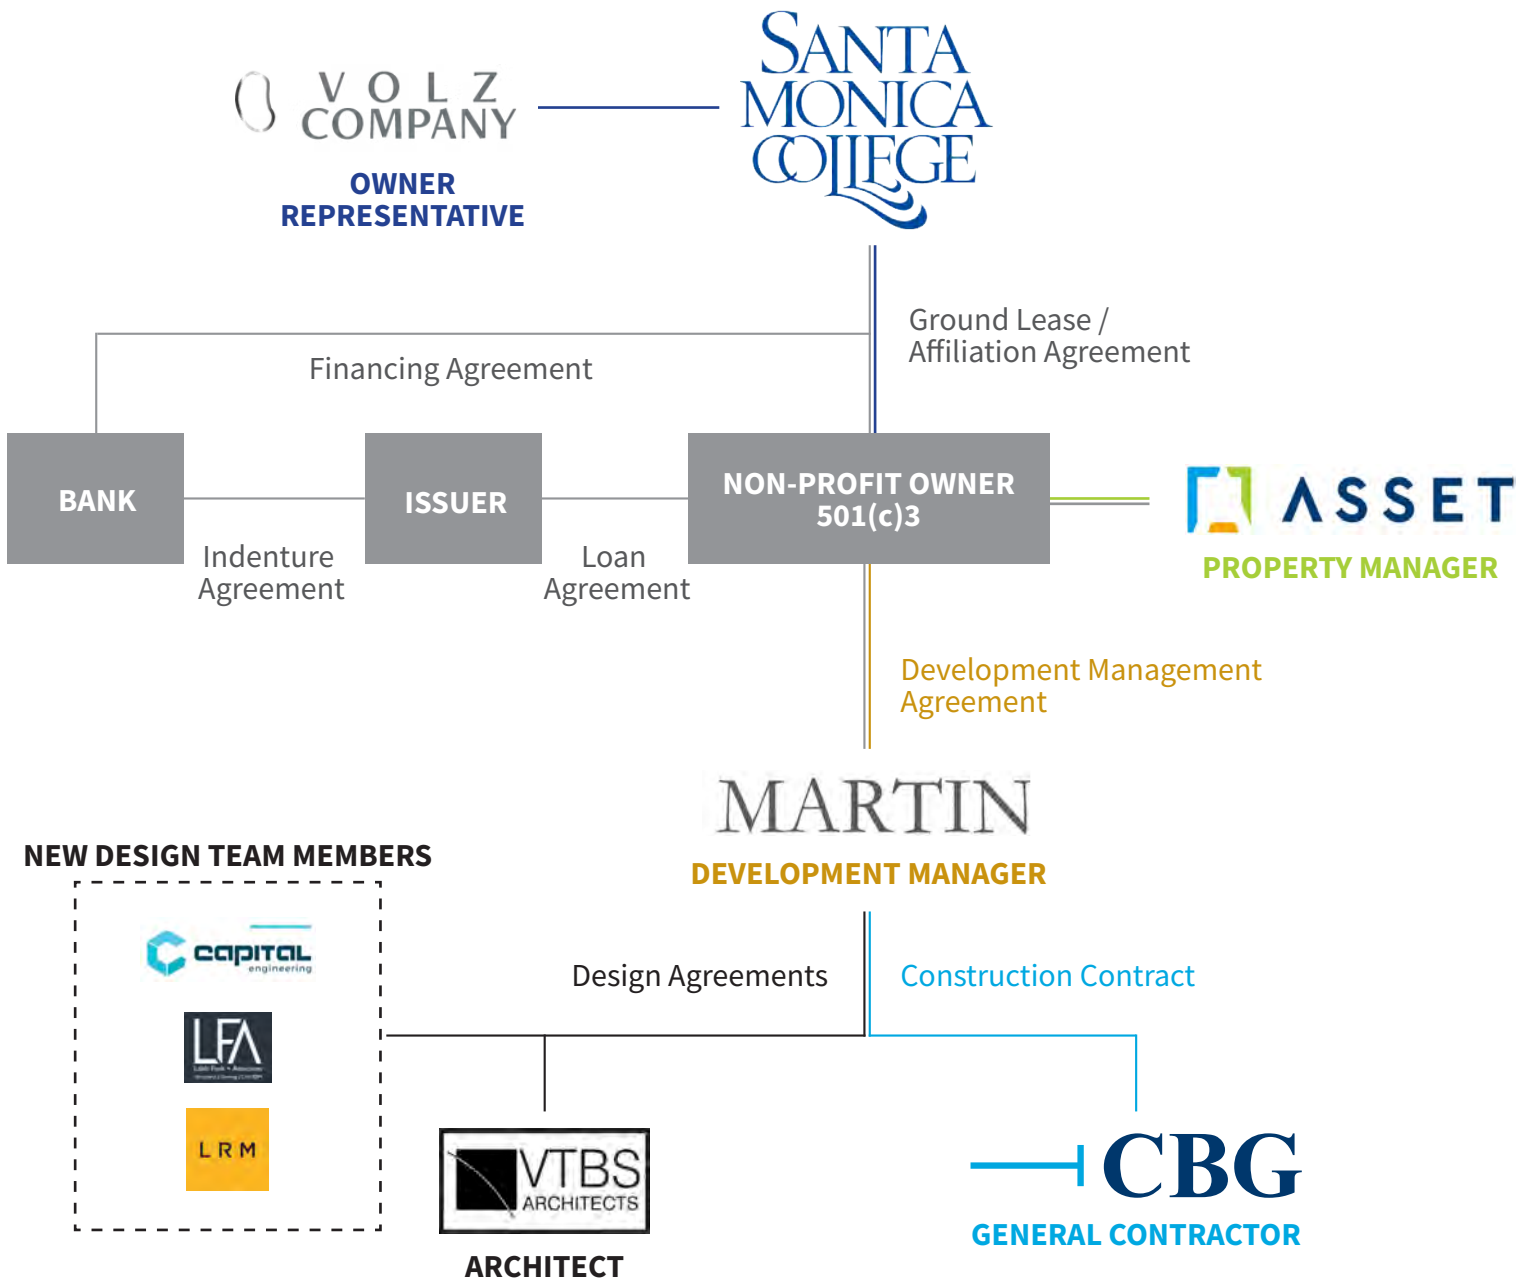 VOLZ
COMPANY
OWNER
REPRESENTATIVE
SANTA
MONICA
COLLEGE
Ground Lease /
Affiliation Agreement
Financing Agreement
BANK
Indenture
Agreement
ISSUER
Loan
Agreement
NON-PROFIT OWNER
501(c)3
ASSET
PROPERTY MANAGER
Development Management
Agreement
MARTIN
DEVELOPMENT MANAGER
NEW DESIGN TEAM MEMBERS
CAPITAL
engineering
LFA
LRM
Design Agreements
Construction Contract
VTBS
ARCHITECTS
ARCHITECT
CBG
GENERAL CONTRACTOR